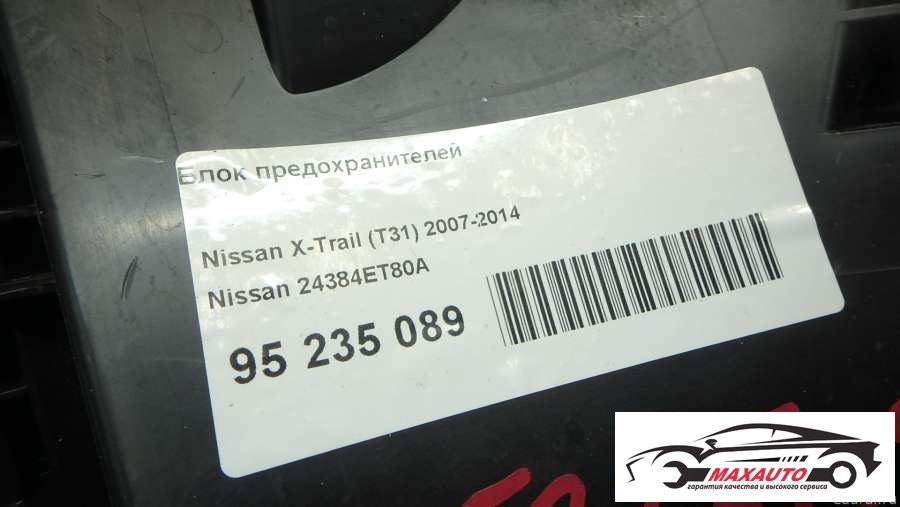 Блок предохранителей
Nissan X-Trail (T31) 2007-2014
Nissan 24384ET80A
95 235 089
MAXAUTO
гарантия качества и высокого сервиса